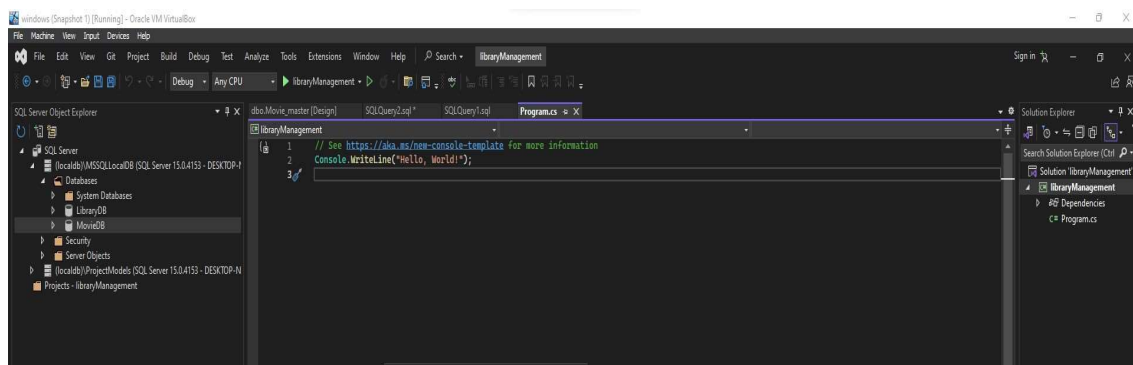 windows (Snapshot 1) [Running] - Oracle VM VirtualBox
File Machine View Input Devices Help
File Edit View Git Project Build Debug Test Analyze Tools Extensions Window Help Search libraryManagement Sign in
Debug Any CPU libraryManagement
SQL Server Object Explorer
dbo.Movie_master [Design] SQLQuery2.sql * SQLQuery1.sql Program.cs
Solution Explorer
libraryManagement
SQL Server
(localdb)\MSSQLLocalDB (SQL Server 15.0.4153 - DESKTOP-
Databases
System Databases
LibraryDB
MovieDB
Security
Server Objects
(localdb)\ProjectModels (SQL Server 15.0.4153 - DESKTOP-N
Projects - libraryManagement
1 // See https://aka.ms/new-console-template for more information
2 Console.WriteLine("Hello, World!");
3
Search Solution Explorer (Ctrl
Solution 'libraryManagement'
libraryManagement
Dependencies
C# Program.cs